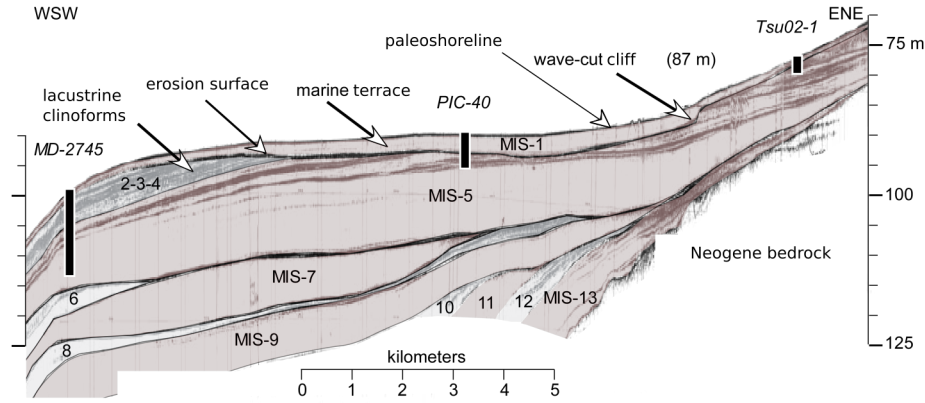 WSW
ENE
Tsu02-1
75 m
paleoshoreline
wave-cut cliff (87 m)
erosion surface
marine terrace
PIC-40
lacustrine
clinoforms
MD-2745
MIS-1
2-3-4
MIS-5
100
Neogene bedrock
MIS-7
6
10
11
12
MIS-13
MIS-9
8
125
kilometers
0 1 2 3 4 5